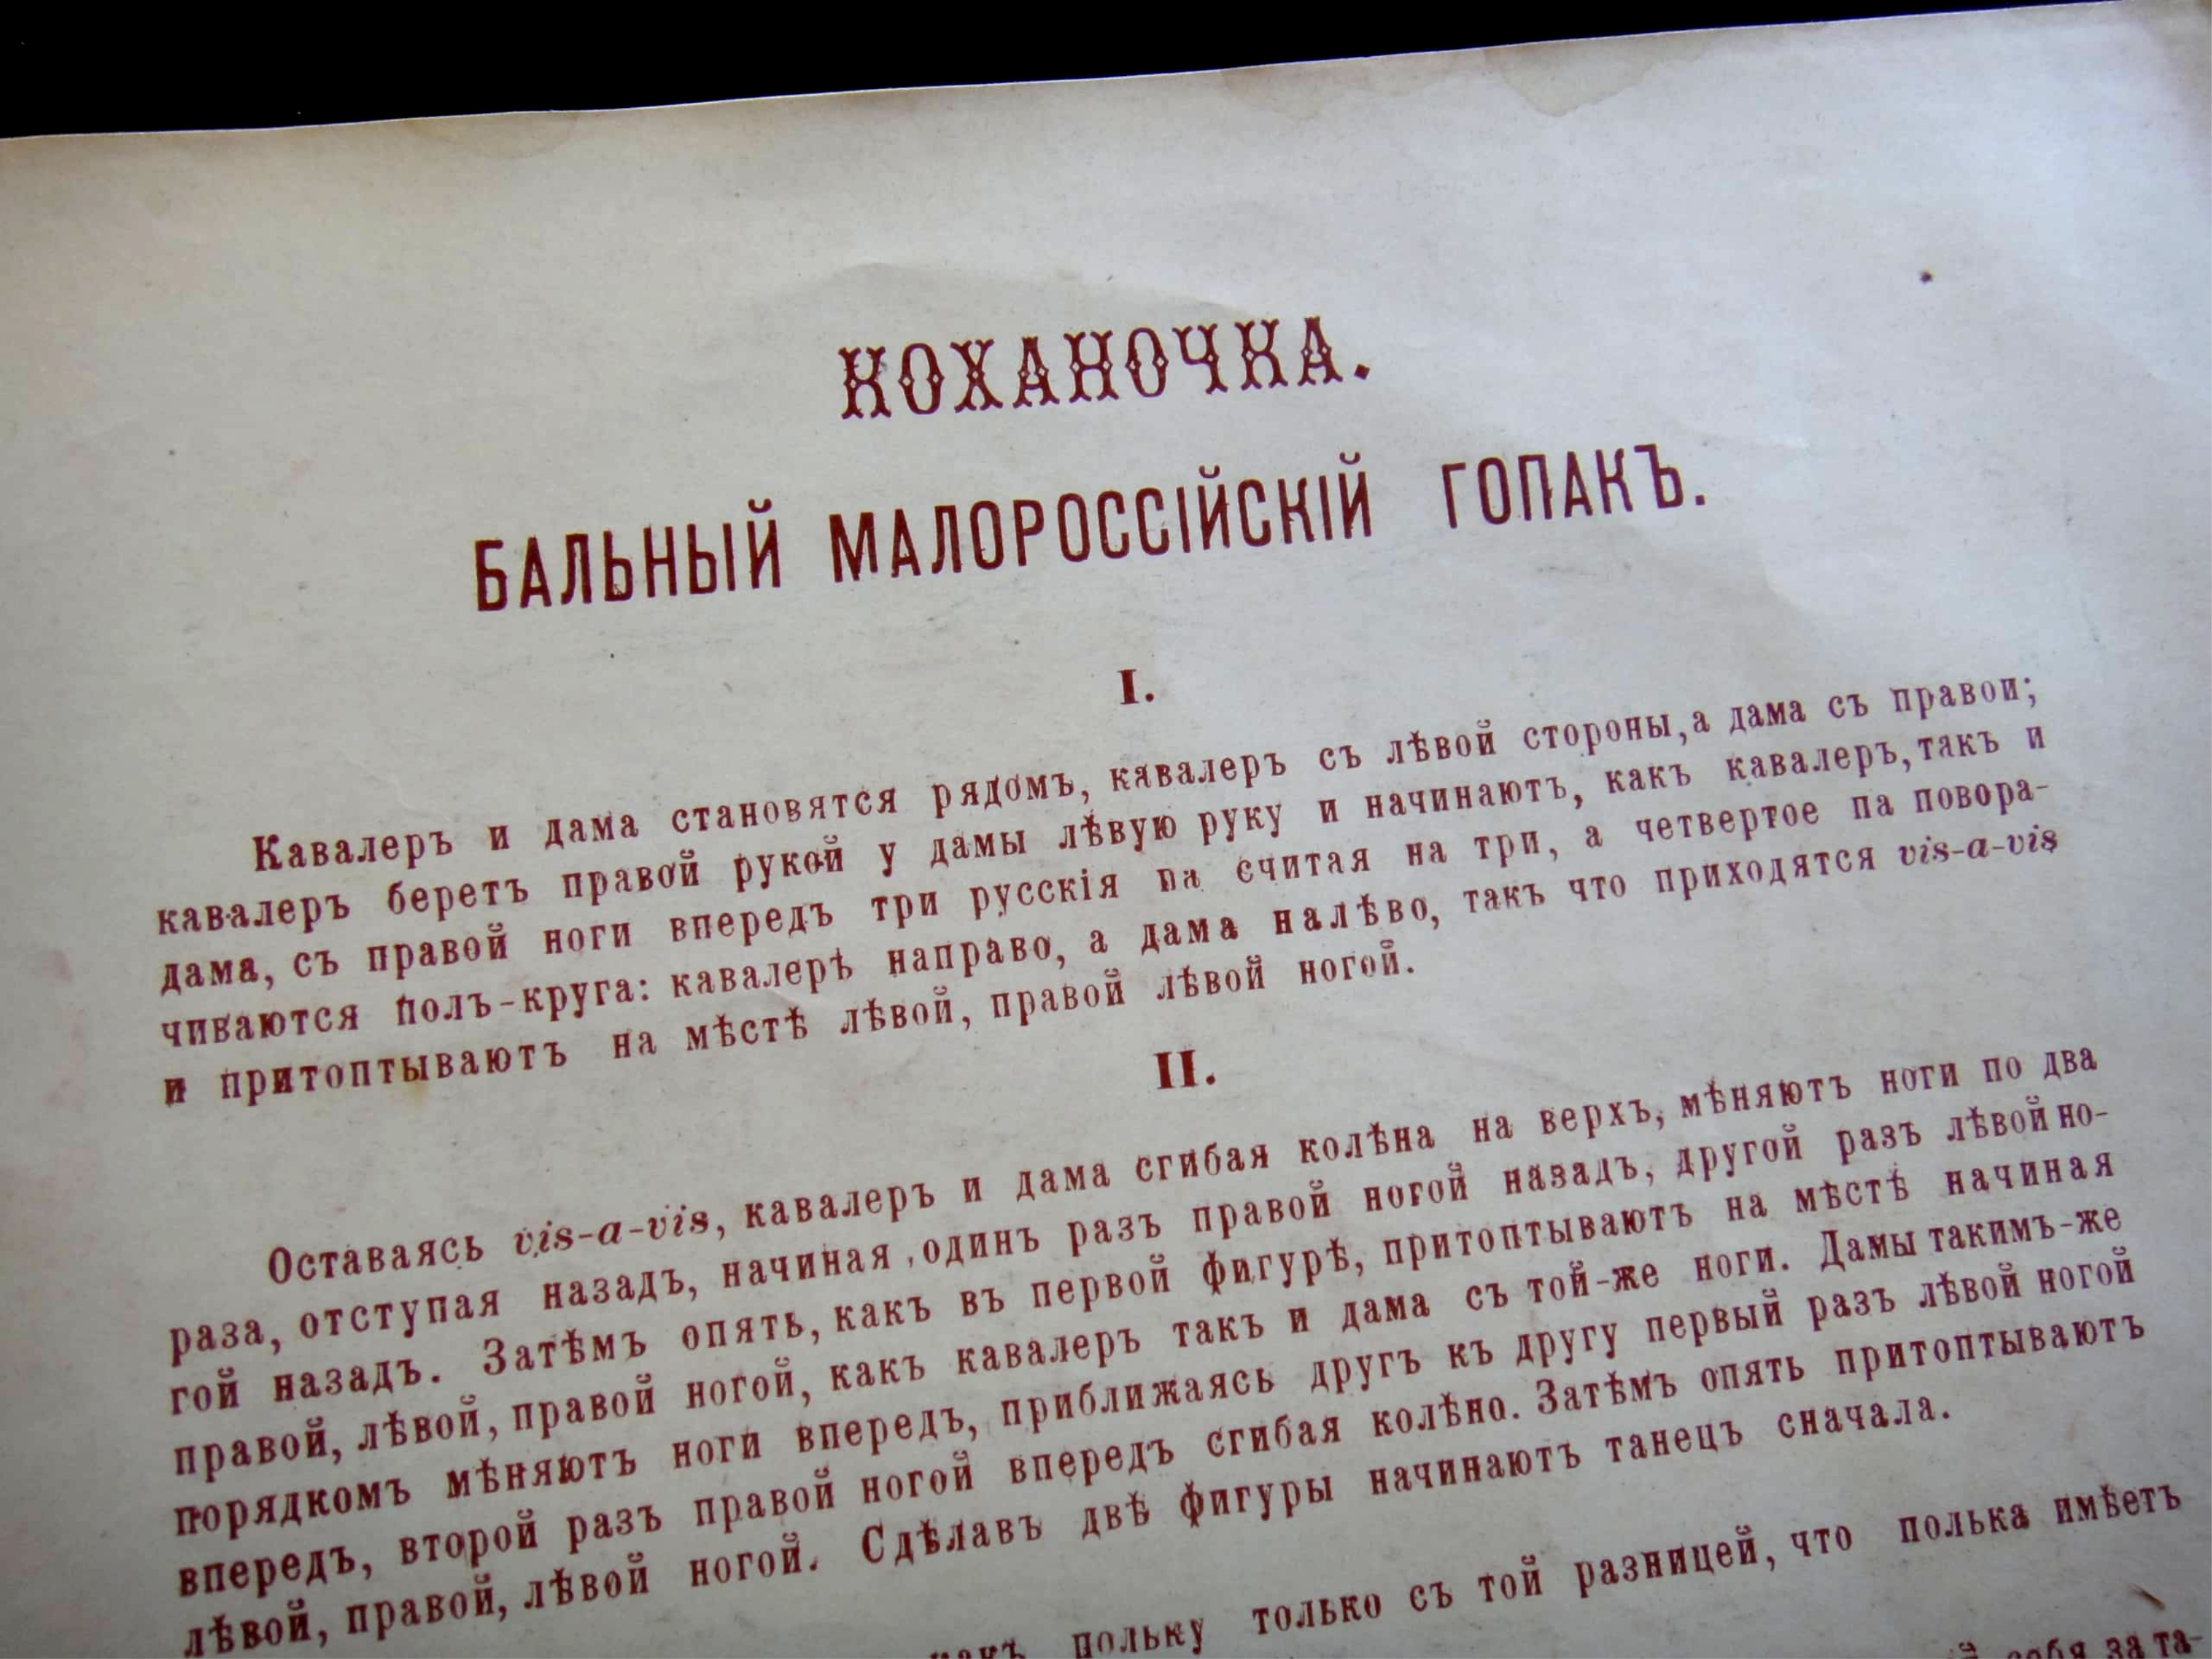 КОХАНОЧКА.
БАЛЬНЫЙ МАЛОРОССІЙСКІЙ ГОПАКЪ.
I.
Кавалеръ и дама становятся рядомъ, кавалеръ съ лѣвой стороны, а дама съ правои;
кавалеръ беретъ правой рукой у дамы лѣвую руку и начинаютъ, какъ кавалеръ, такъ и
дама, съ правой ноги впередъ три русскія па считая на три, а четвертое па повора-
чиваются полъ-круга: кавалерѣ направо, а дама налѣво, такъ что приходятся vis-a-vis
и притоптываютъ на мѣстѣ лѣвой, правой лѣвой ногой.
II.
Оставаясь vis-a-vis, кавалеръ и дама сгибая колѣна на верхъ, мѣняютъ ноги по два
раза, отступая назадъ, начиная одинъ разъ правой ногой назадъ, другой разъ лѣвой но-
гой назадъ. Затѣмъ опять, какъ въ первой фигурѣ, притоптываютъ на мѣстѣ начиная
правой, лѣвой, правой ногой, какъ кавалеръ такъ и дама съ той-же ноги. Дамы такимъ-же
порядкомъ мѣняютъ ноги впередъ, приближаясь другъ къ другу первый разъ лѣвой ногой
впередъ, второй разъ правой ногой впередъ сгибая колѣно. Затѣмъ опять притоптываютъ
лѣвой, правой, лѣвой ногой. Сдѣлавъ двѣ фигуры начинаютъ танецъ сначала.
какъ польку только съ той разницей, что полька имѣетъ
себя за та-